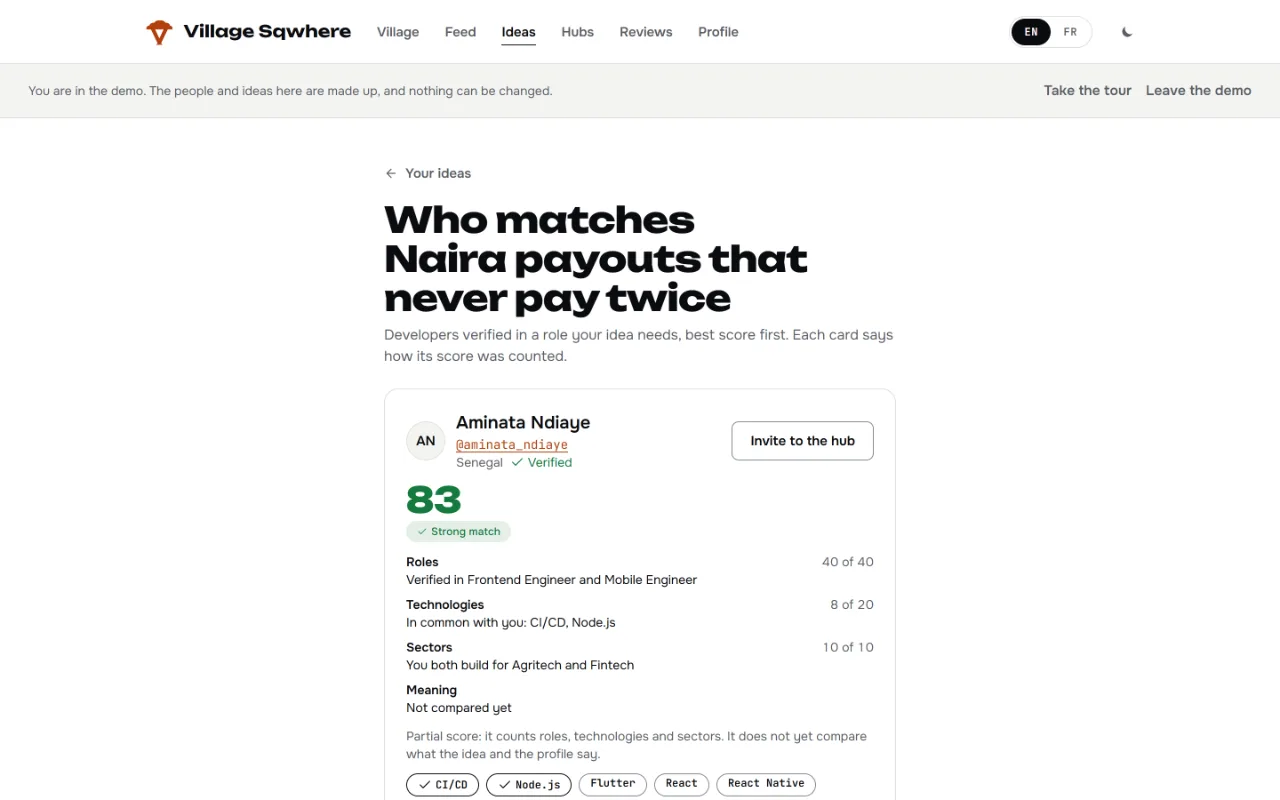 Village Sqwhere
Village
Feed
Ideas
Hubs
Reviews
Profile
EN
FR
You are in the demo. The people and ideas here are made up, and nothing can be changed.
Take the tour
Leave the demo
← Your ideas
Who matches
Naira payouts that
never pay twice
Developers verified in a role your idea needs, best score first. Each card says
how its score was counted.
AN
Aminata Ndiaye
@aminata_ndiaye
Senegal ✓ Verified
Invite to the hub
83
✓ Strong match
Roles
40 of 40
Verified in Frontend Engineer and Mobile Engineer
Technologies
8 of 20
In common with you: CI/CD, Node.js
Sectors
10 of 10
You both build for Agritech and Fintech
Meaning
Not compared yet
Partial score: it counts roles, technologies and sectors. It does not yet compare
what the idea and the profile say.
✓ CI/CD
✓ Node.js
Flutter
React
React Native